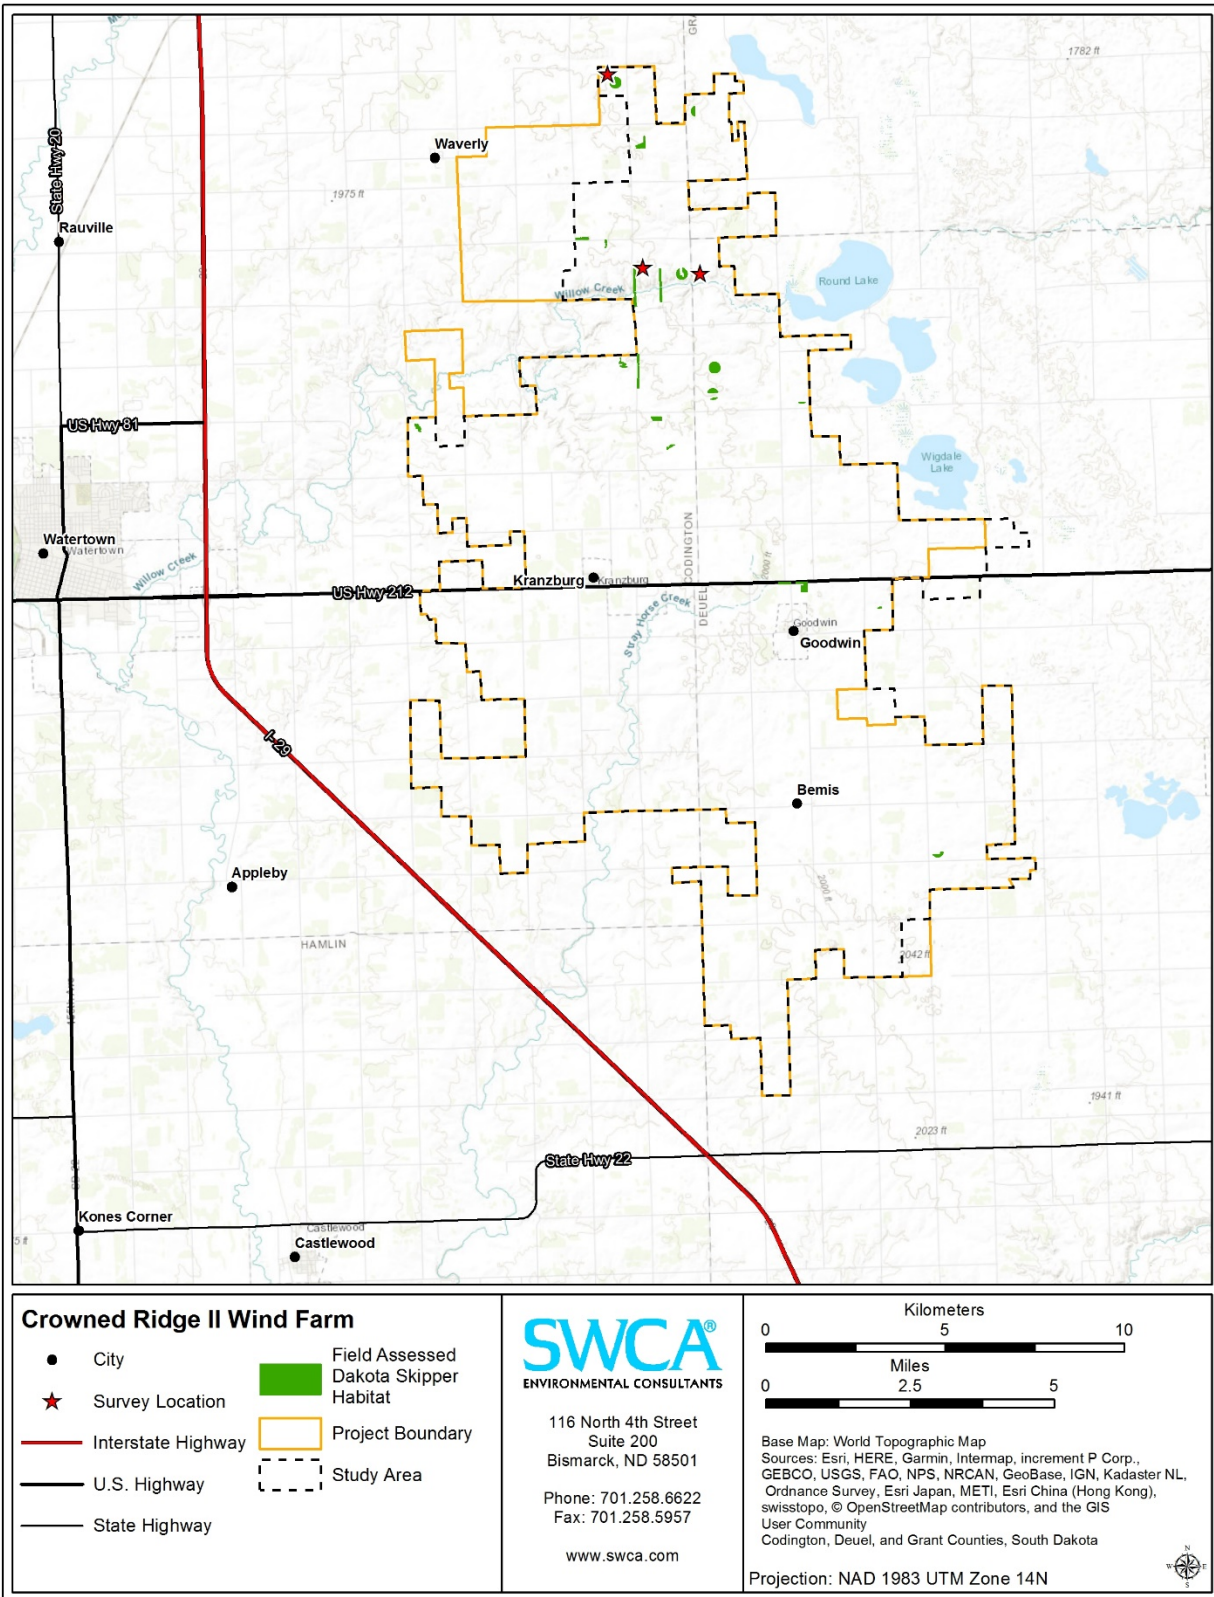 GRA
1782 ft
State Hwy 20
Waverly
1975 ft
Rauville
Round Lake
Willow Creek
US Hwy 81
Wigdale
Lake
CODINGTON
DEUEL
2000 ft
Watertown
Watertown
Willow Creek
Kranzburg
Kranzburg
US Hwy 212
Stray Horse Creek
Goodwin
Goodwin
I-29
Bemis
Appleby
2000 ft
HAMLIN
2042 ft
1941 ft
2023 ft
State Hwy 22
Kones Corner
5 ft
Castlewood
Castlewood
Crowned Ridge II Wind Farm
City
Survey Location
Interstate Highway
U.S. Highway
State Highway
Field Assessed
Dakota Skipper
Habitat
Project Boundary
Study Area
SWCA®
ENVIRONMENTAL CONSULTANTS
116 North 4th Street
Suite 200
Bismarck, ND 58501
Phone: 701.258.6622
Fax: 701.258.5957
www.swca.com
Kilometers
0 5 10
Miles
0 2.5 5
Base Map: World Topographic Map
Sources: Esri, HERE, Garmin, Intermap, increment P Corp.,
GEBCO, USGS, FAO, NPS, NRCAN, GeoBase, IGN, Kadaster NL,
Ordnance Survey, Esri Japan, METI, Esri China (Hong Kong),
swisstopo, © OpenStreetMap contributors, and the GIS
User Community
Codington, Deuel, and Grant Counties, South Dakota
Projection: NAD 1983 UTM Zone 14N
N
W E
S